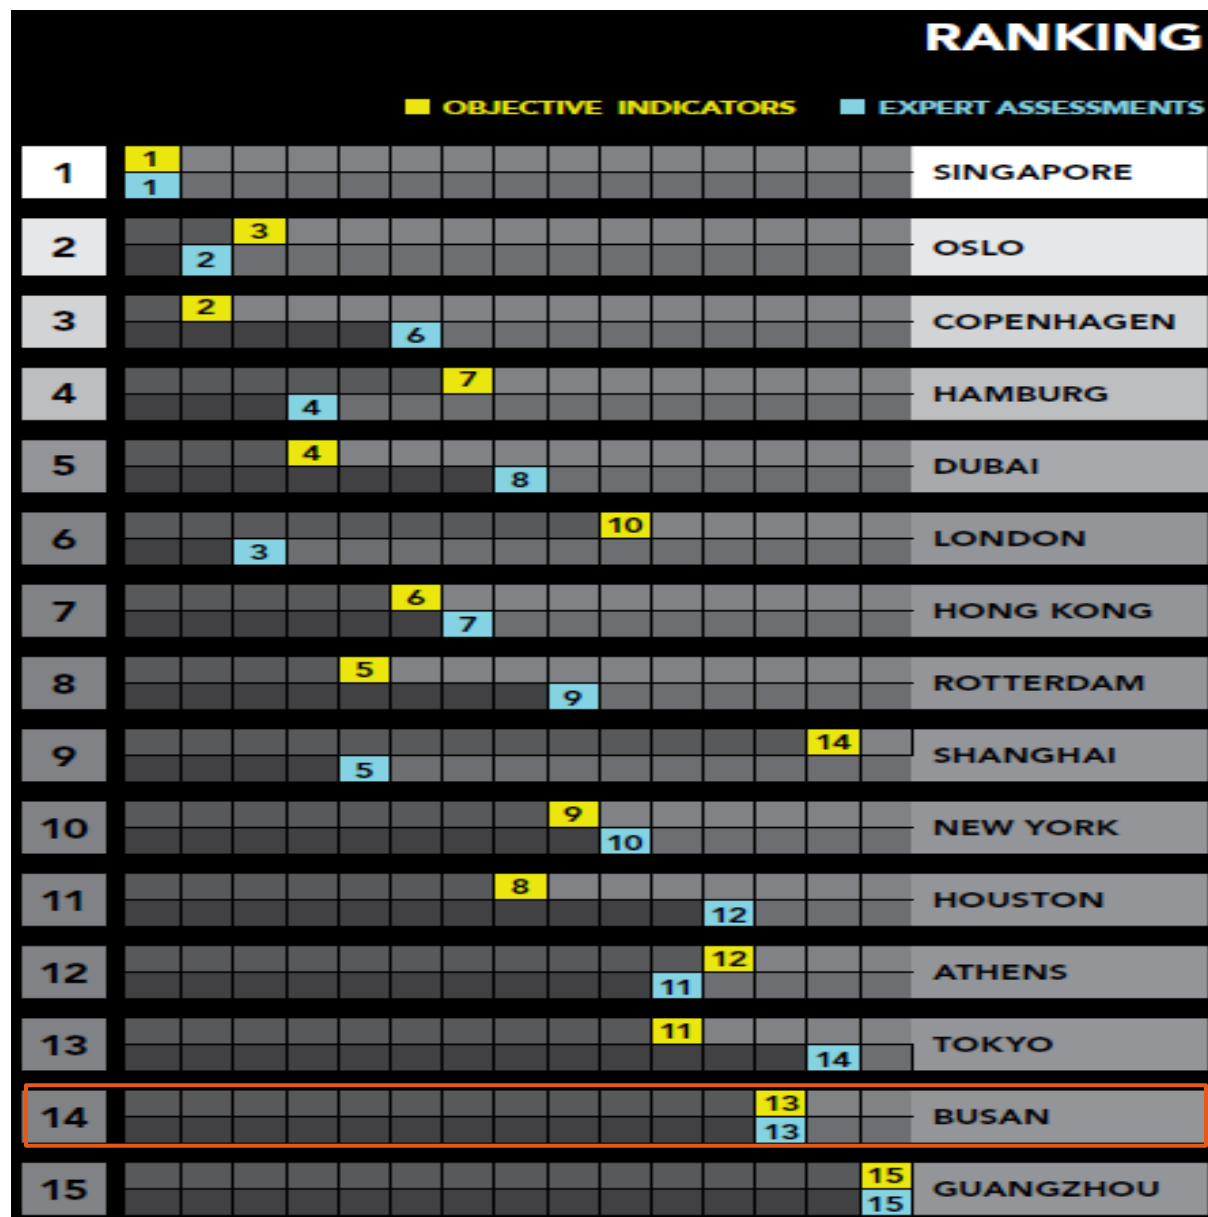 RANKING
OBJECTIVE INDICATORS EXPERT ASSESSMENTS
1 1 SINGAPORE
1
2 3 OSLO
2
3 2 COPENHAGEN
6
4 7 HAMBURG
4
5 4 DUBAI
8
6 10 LONDON
3
7 6 HONG KONG
7
8 5 ROTTERDAM
9
9 14 SHANGHAI
5
10 9 NEW YORK
10
11 8 HOUSTON
12
12 12 ATHENS
11
13 11 TOKYO
14
14 13 BUSAN
13
15 15 GUANGZHOU
15